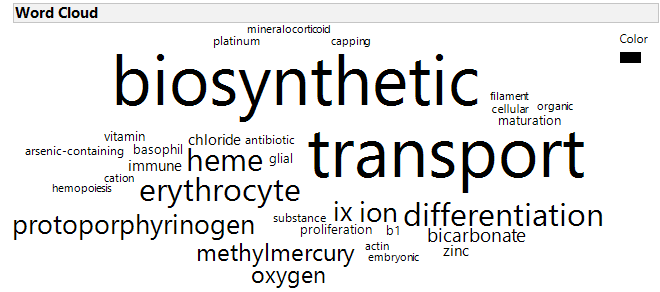 Word Cloud
Color
mineralocorticoid
platinum capping
biosynthetic
filament
cellular organic
maturation
vitamin
arsenic-containing basophil
chloride antibiotic
immune heme glial
transport
cation
hemopoiesis
erythrocyte
protoporphyrinogen
substance
ix ion differentiation
proliferation b1
bicarbonate
methylmercury
actin
embryonic
zinc
oxygen